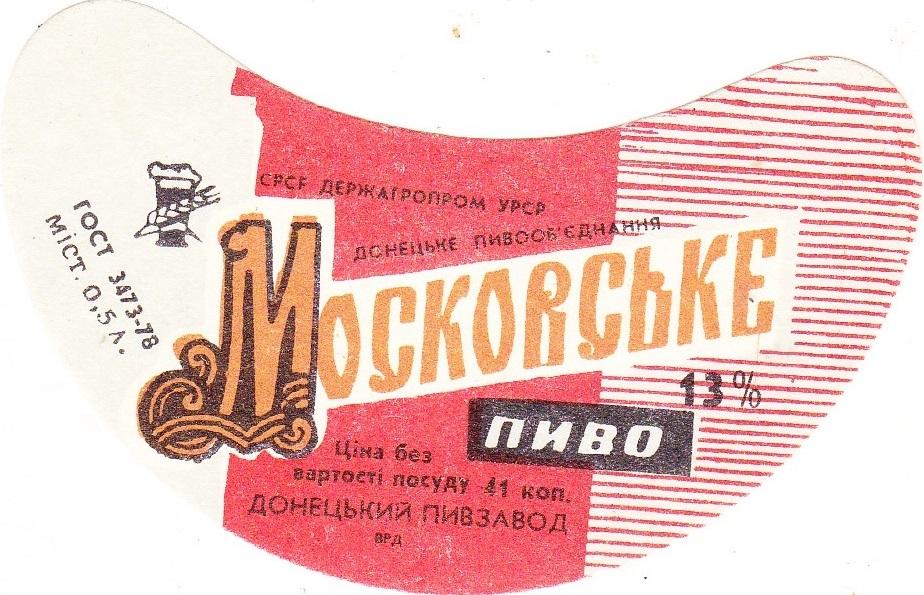 СРСР ДЕРЖАГРОПРОМ УРСР
ДОНЕЦЬКЕ ПИВООБ'ЄДНАННЯ
МОСКОВСЬКЕ
13%
ПИВО
ГОСТ 3473-78
МІСТ. 0,5 л.
Ціна без
вартості посуду 41 коп.
ДОНЕЦЬКИЙ ПИВЗАВОД
ВРД